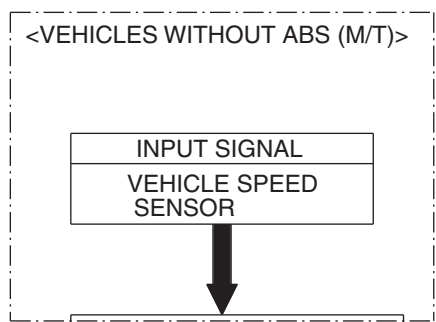 <VEHICLES WITHOUT ABS (M/T)>
INPUT SIGNAL
VEHICLE SPEED
SENSOR